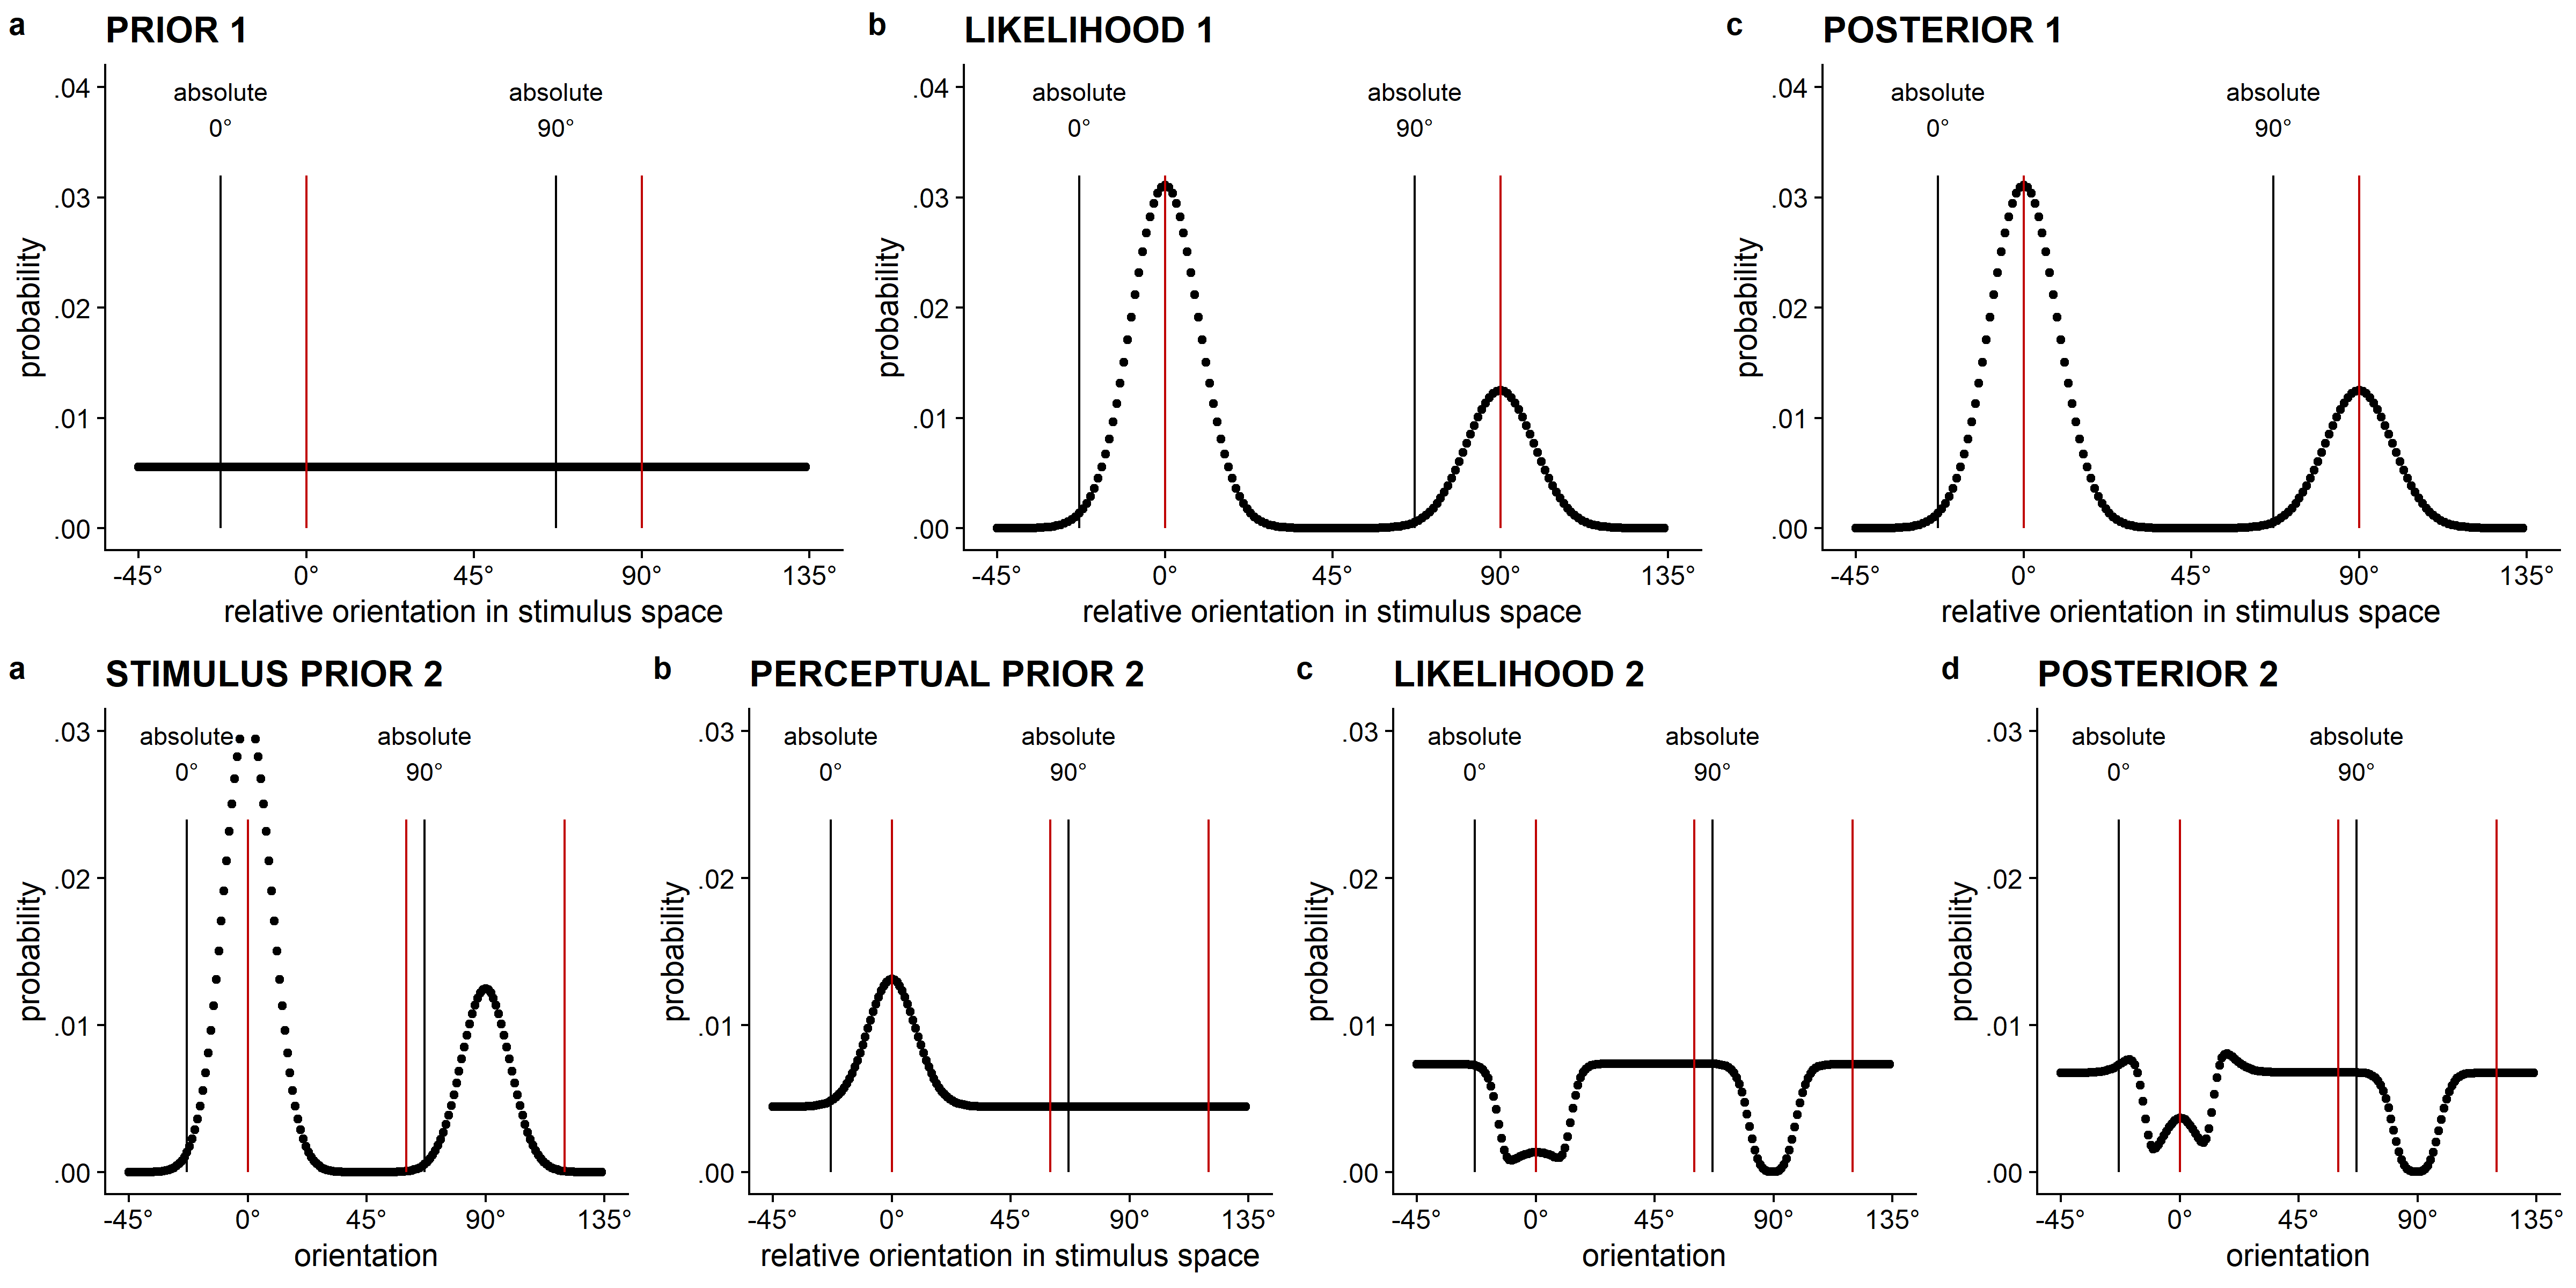 a PRIOR 1
absolute absolute
0° 90°
.04
.03
.02
.01
.00
probability
-45° 0° 45° 90° 135°
relative orientation in stimulus space
b LIKELIHOOD 1
absolute absolute
0° 90°
.04
.03
.02
.01
.00
probability
-45° 0° 45° 90° 135°
relative orientation in stimulus space
c POSTERIOR 1
absolute absolute
0° 90°
.04
.03
.02
.01
.00
probability
-45° 0° 45° 90° 135°
relative orientation in stimulus space
a STIMULUS PRIOR 2
absolute absolute
0° 90°
.03
.02
.01
.00
probability
-45° 0° 45° 90° 135°
orientation
b PERCEPTUAL PRIOR 2
absolute absolute
0° 90°
.03
.02
.01
.00
probability
-45° 0° 45° 90° 135°
relative orientation in stimulus space
c LIKELIHOOD 2
absolute absolute
0° 90°
.03
.02
.01
.00
probability
-45° 0° 45° 90° 135°
orientation
d POSTERIOR 2
absolute absolute
0° 90°
.03
.02
.01
.00
probability
-45° 0° 45° 90° 135°
orientation